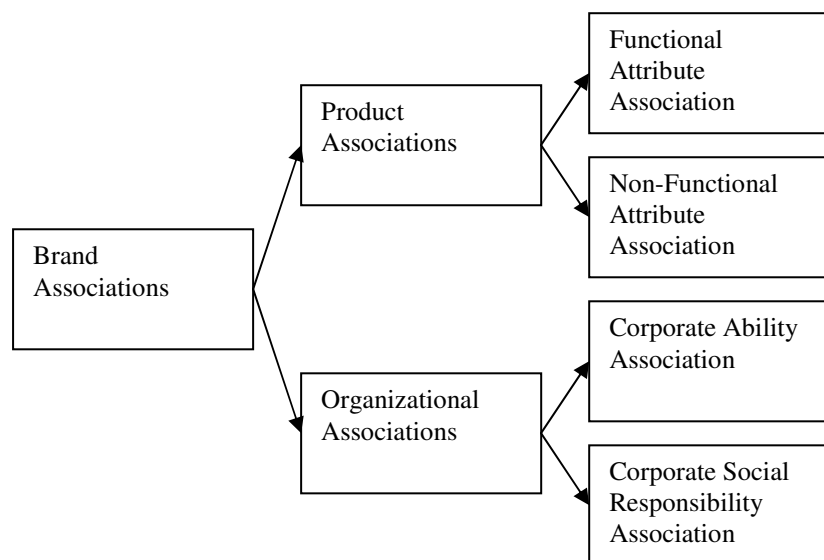 Brand
Associations
Product
Associations
Organizational
Associations
Functional
Attribute
Association
Non-Functional
Attribute
Association
Corporate Ability
Association
Corporate Social
Responsibility
Association